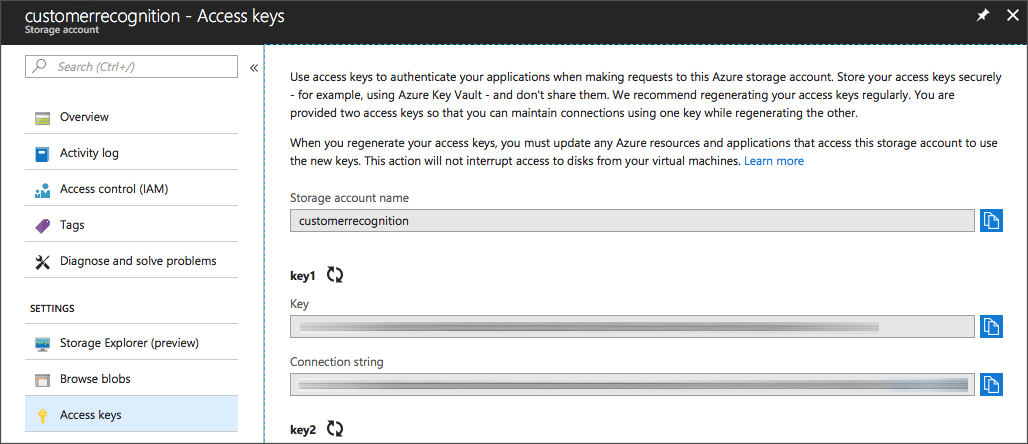 customerrecognition - Access keys
Storage account
Search (Ctrl+/)
«
Overview
Activity log
Access control (IAM)
Tags
Diagnose and solve problems
SETTINGS
Storage Explorer (preview)
Browse blobs
Access keys
Use access keys to authenticate your applications when making requests to this Azure storage account. Store your access keys securely
- for example, using Azure Key Vault - and don't share them. We recommend regenerating your access keys regularly. You are
provided two access keys so that you can maintain connections using one key while regenerating the other.
When you regenerate your access keys, you must update any Azure resources and applications that access this storage account to use
the new keys. This action will not interrupt access to disks from your virtual machines. Learn more
Storage account name
customerrecognition
key1
Key
Connection string
key2